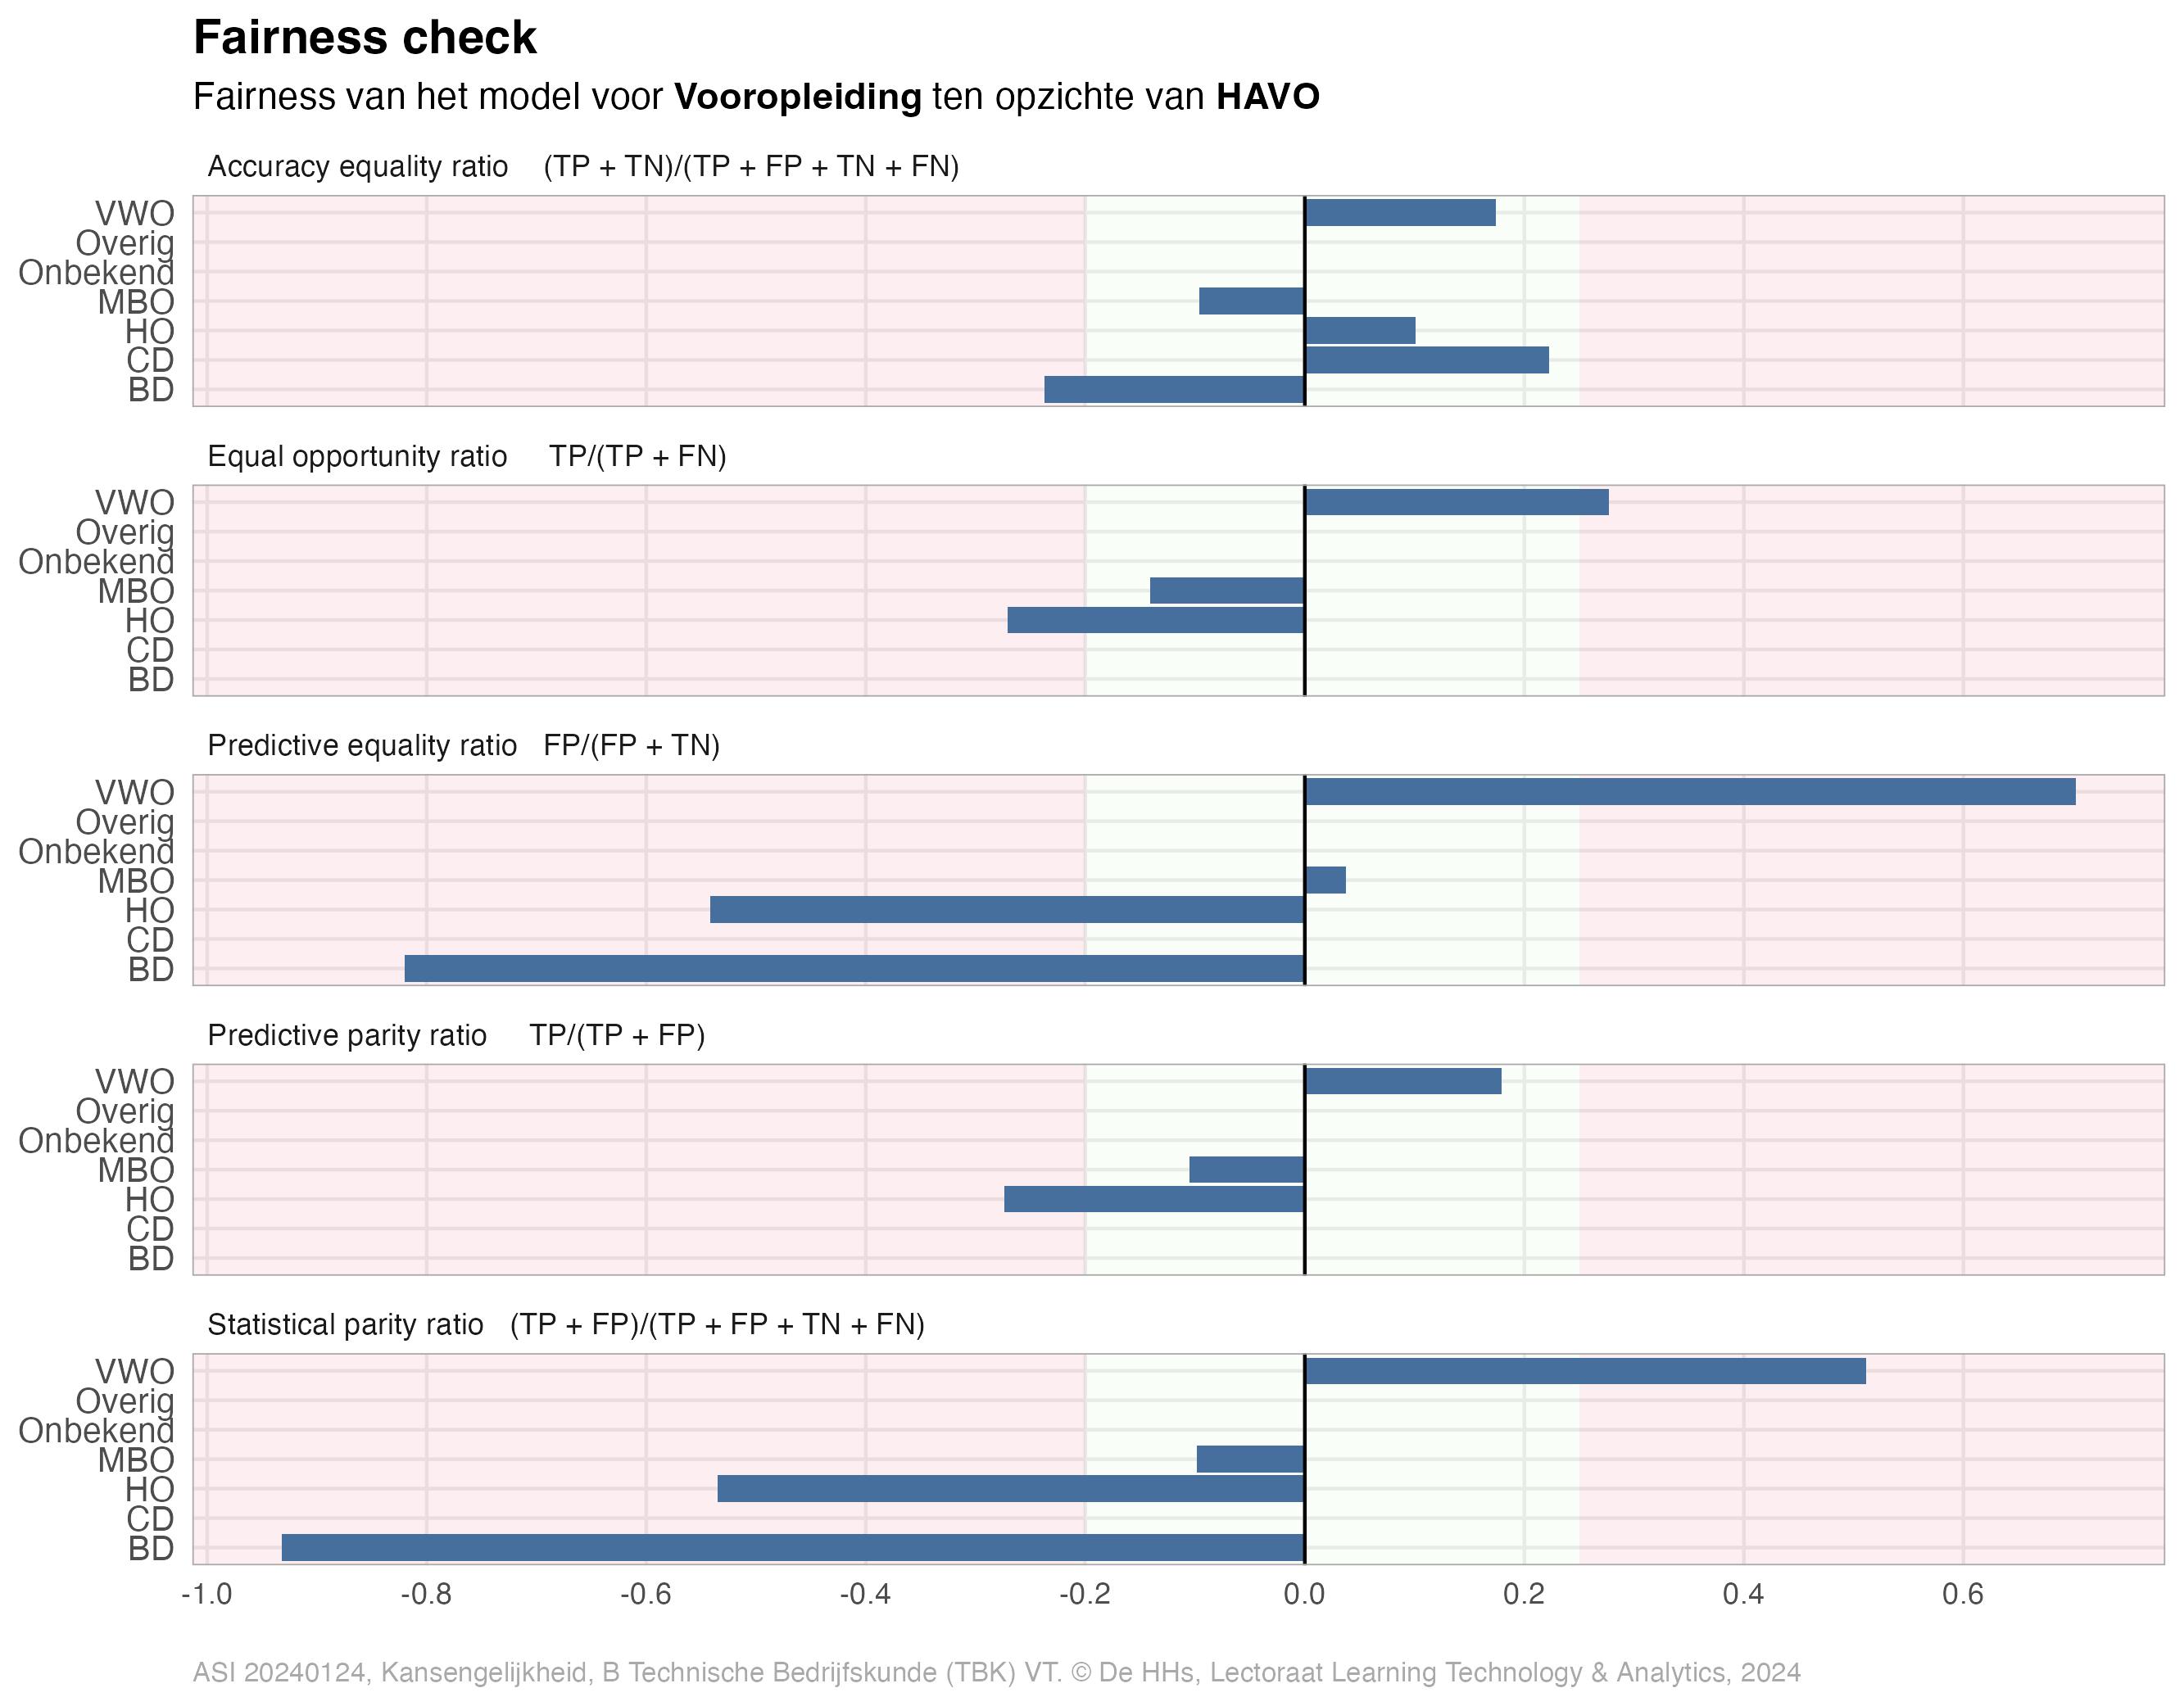 Fairness check
Fairness van het model voor Vooropleiding ten opzichte van HAVO
Accuracy equality ratio (TP + TN)/(TP + FP + TN + FN)
VWO
Overig
Onbekend
MBO
HO
CD
BD
Equal opportunity ratio TP/(TP + FN)
VWO
Overig
Onbekend
MBO
HO
CD
BD
Predictive equality ratio FP/(FP + TN)
VWO
Overig
Onbekend
MBO
HO
CD
BD
Predictive parity ratio TP/(TP + FP)
VWO
Overig
Onbekend
MBO
HO
CD
BD
Statistical parity ratio (TP + FP)/(TP + FP + TN + FN)
VWO
Overig
Onbekend
MBO
HO
CD
BD
-1.0 -0.8 -0.6 -0.4 -0.2 0.0 0.2 0.4 0.6
ASI 20240124, Kansengelijkheid, B Technische Bedrijfskunde (TBK) VT. © De HHs, Lectoraat Learning Technology & Analytics, 2024